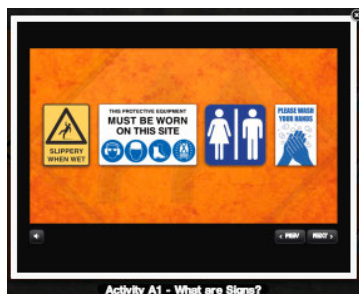 SLIPPERY
WHEN WET
THIS PROTECTIVE EQUIPMENT
MUST BE WORN
ON THIS SITE
PLEASE WASH
YOUR HANDS
‹ PREV
NEXT ›
Activity A1 - What are Signs?